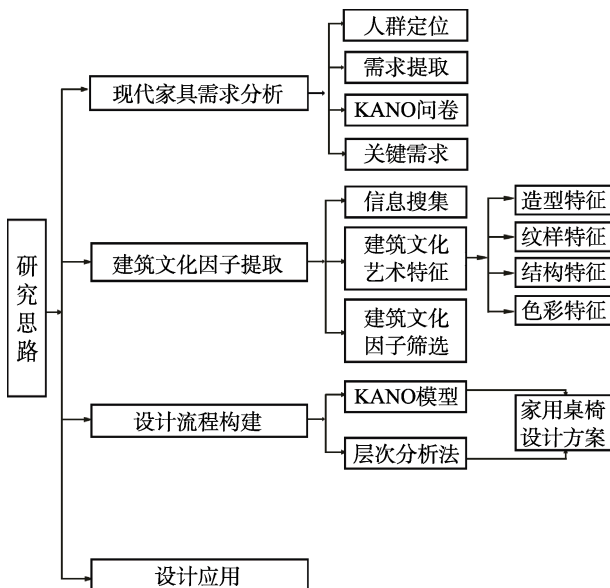 研究思路
现代家具需求分析
人群定位
需求提取
KANO问卷
关键需求
建筑文化因子提取
信息搜集
建筑文化
艺术特征
造型特征
纹样特征
结构特征
色彩特征
建筑文化
因子筛选
设计流程构建
KANO模型
层次分析法
家用桌椅
设计方案
设计应用